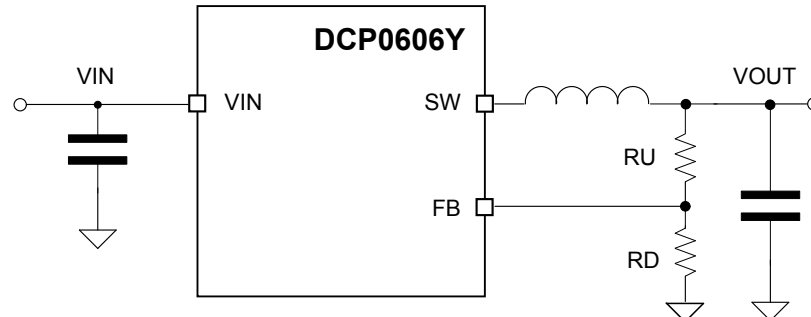 DCP0606Y
VIN
VOUT
VIN
SW
RU
FB
RD